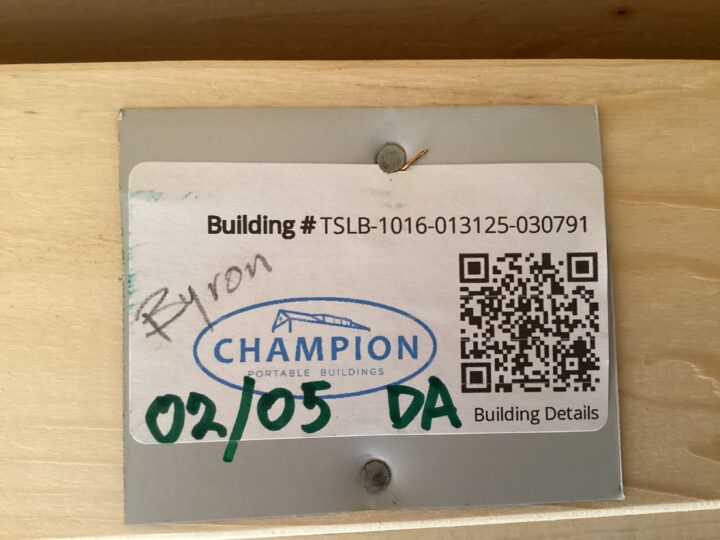 Building # TSLB-1016-013125-030791
Byron
CHAMPION
PORTABLE BUILDINGS
02/05 DA
Building Details